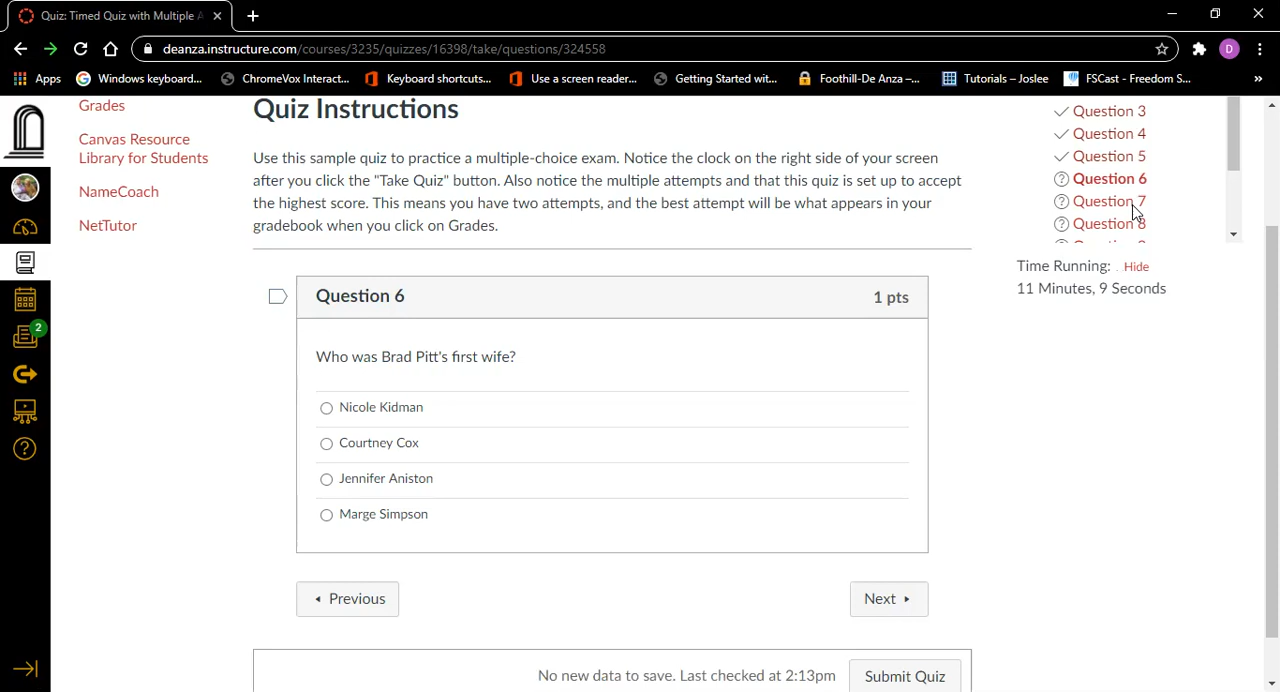 Quiz: Timed Quiz with Multiple A
deanza.instructure.com/courses/3235/quizzes/16398/take/questions/324558
D
Apps
Windows keyboard...
ChromeVox Interact...
Keyboard shortcuts...
Use a screen reader...
Getting Started wit...
Foothill-De Anza –...
Tutorials – Joslee
FSCast - Freedom S...
»
Grades
Canvas Resource
Library for Students
NameCoach
NetTutor
2
Quiz Instructions
Use this sample quiz to practice a multiple-choice exam. Notice the clock on the right side of your screen
after you click the "Take Quiz" button. Also notice the multiple attempts and that this quiz is set up to accept
the highest score. This means you have two attempts, and the best attempt will be what appears in your
gradebook when you click on Grades.
Question 6
1 pts
Who was Brad Pitt's first wife?
Nicole Kidman
Courtney Cox
Jennifer Aniston
Marge Simpson
Previous
Next
No new data to save. Last checked at 2:13pm
Submit Quiz
Question 3
Question 4
Question 5
Question 6
Question 7
Question 8
Time Running: . Hide
11 Minutes, 9 Seconds